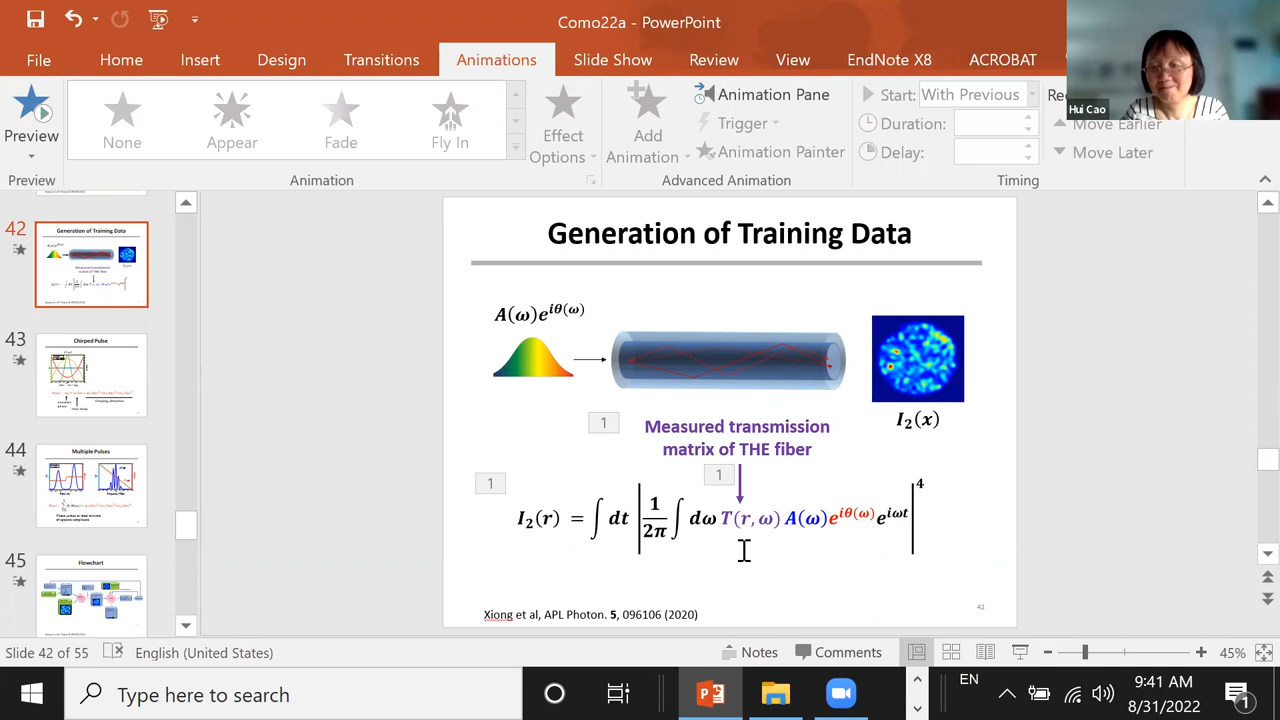 Como22a - PowerPoint
File Home Insert Design Transitions Animations Slide Show Review View EndNote X8 ACROBAT
Hui Cao
Preview
None Appear Fade Fly In
Effect Options
Add Animation
Animation Pane
Trigger
Animation Painter
Start: With Previous
Duration:
Delay:
Move Earlier
Move Later
Preview Animation Advanced Animation Timing
42
Generation of Training Data
43
Chirped Pulse
44
Multiple Pulses
45
Flowchart
Generation of Training Data
A(ω)e^{iθ(ω)}
I₂(x)
1
Measured transmission
matrix of THE fiber
1
1
I₂(r) = ∫ dt | 1/2π ∫ dω T(r, ω) A(ω)e^{iθ(ω)}e^{iωt} |⁴
Xiong et al, APL Photon. 5, 096106 (2020)
42
Slide 42 of 55 English (United States) Notes Comments 45%
Type here to search
EN
9:41 AM
8/31/2022
1